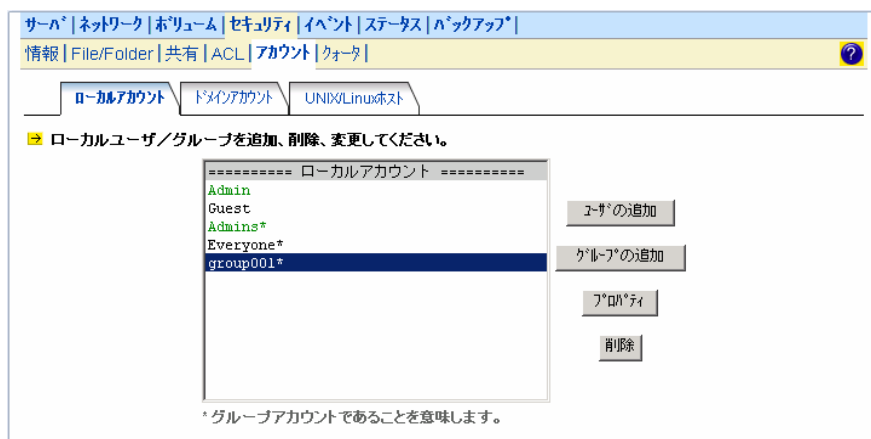 ｻｰﾊﾞ|ﾈｯﾄﾜｰｸ|ﾎﾞﾘｭｰﾑ|ｾｷｭﾘﾃｨ|ｲﾍﾞﾝﾄ|ｽﾃｰﾀｽ|ﾊﾞｯｸｱｯﾌﾟ|
情報|File/Folder|共有|ACL|ｱｶｳﾝﾄ|ｸｫｰﾀ| ?
ﾛｰｶﾙｱｶｳﾝﾄ ﾄﾞﾒｲﾝｱｶｳﾝﾄ UNIX/Linuxﾎｽﾄ
ローカルユーザ／グループを追加、削除、変更してください。
========== ローカルアカウント ==========
Admin
Guest
Admins*
Everyone*
group001*
ﾕｰｻﾞの追加
ｸﾞﾙｰﾌﾟの追加
ﾌﾟﾛﾊﾟﾃｨ
削除
*グループアカウントであることを意味します。